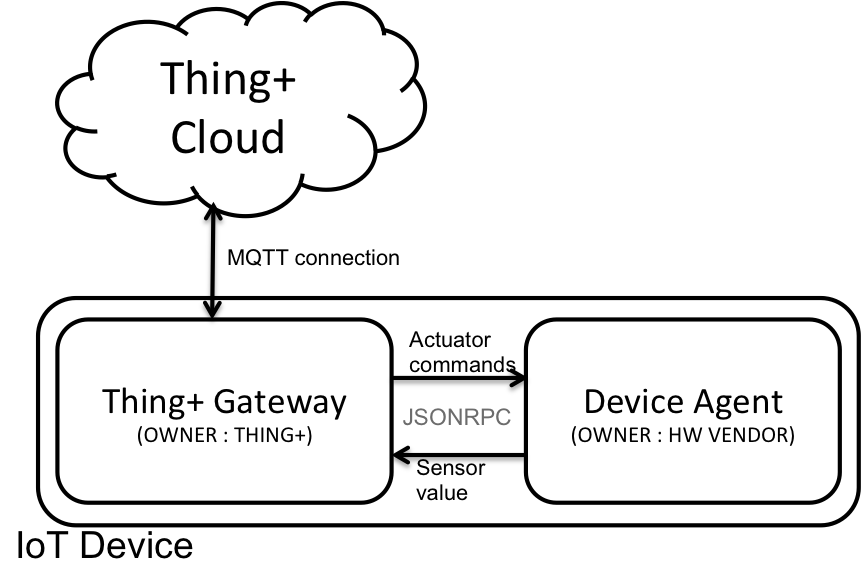 Thing+
Cloud
MQTT connection
Actuator
commands
Thing+ Gateway
(OWNER : THING+)
JSONRPC
Device Agent
(OWNER : HW VENDOR)
Sensor
value
IoT Device